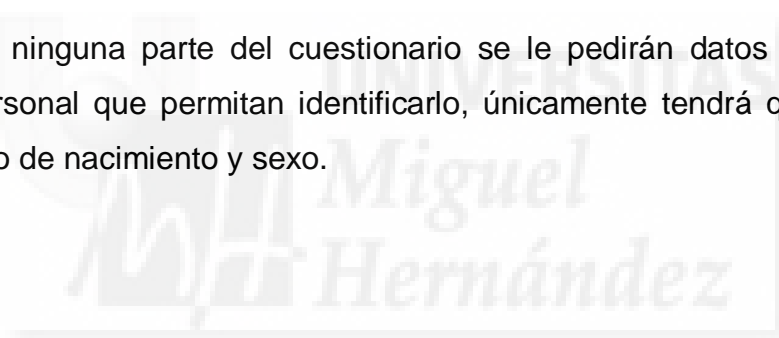 ninguna parte del cuestionario se le pedirán datos
UNIVERSITAS
rsonal que permitan identificarlo, únicamente tendrá
o de nacimiento y sexo.
Miguel
Hernández